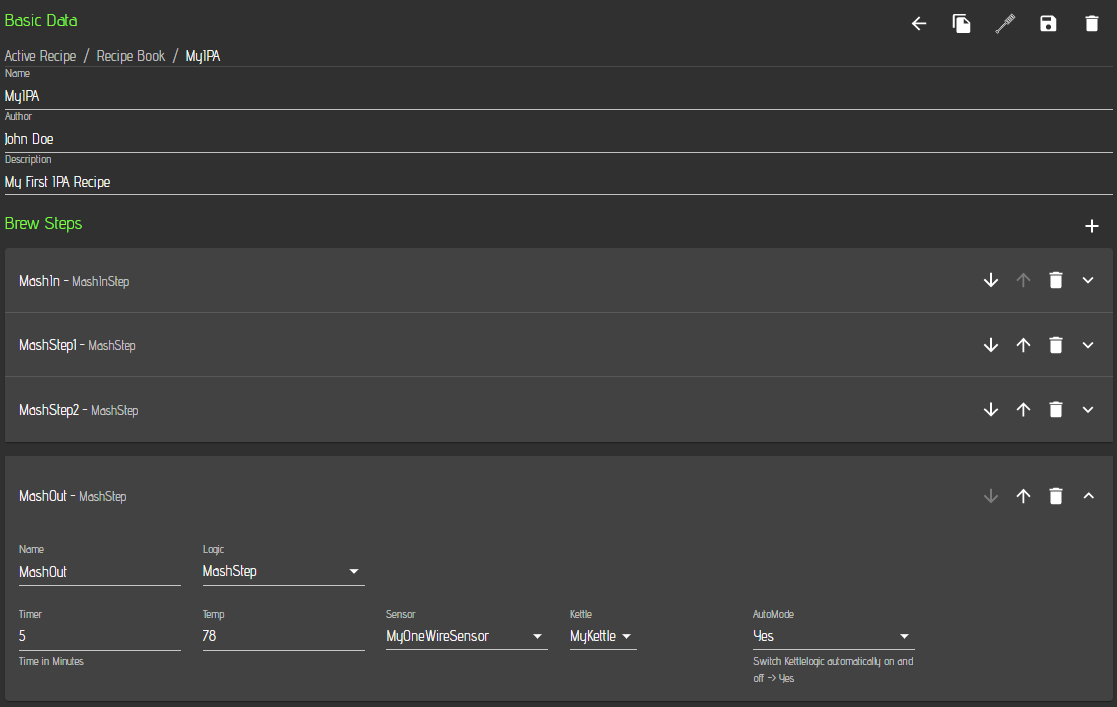 Basic Data
Active Recipe / Recipe Book / MyIPA
Name
MyIPA
Author
John Doe
Description
My First IPA Recipe
Brew Steps
MashIn - MashInStep
MashStep1 - MashStep
MashStep2 - MashStep
MashOut - MashStep
Name Logic
MashOut MashStep
Timer Temp Sensor Kettle AutoMode
5 78 MyOneWireSensor MyKettle Yes
Time in Minutes Switch Kettlelogic automatically on and
off -> Yes